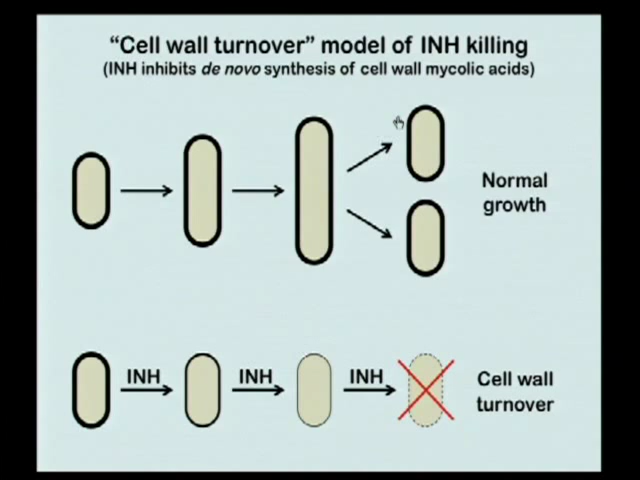 “Cell wall turnover” model of INH killing
(INH inhibits de novo synthesis of cell wall mycolic acids)
Normal
growth
INH INH INH
Cell wall
turnover